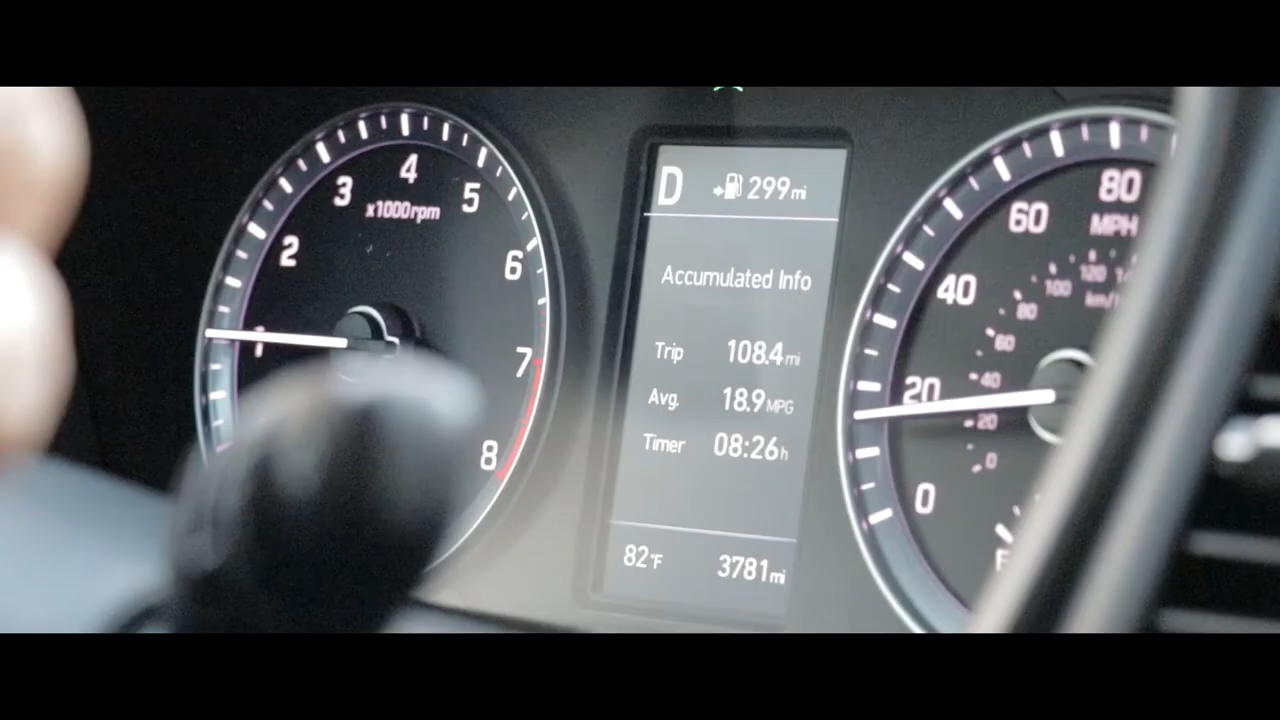 1
2
3
4
5
6
7
8
x1000rpm
D 299mi
Accumulated Info
Trip 108.4mi
Avg. 18.9MPG
Timer 08:26h
82°F 3781mi
0
20
40
60
80
MPH
0
20
40
60
80
100
120
km/